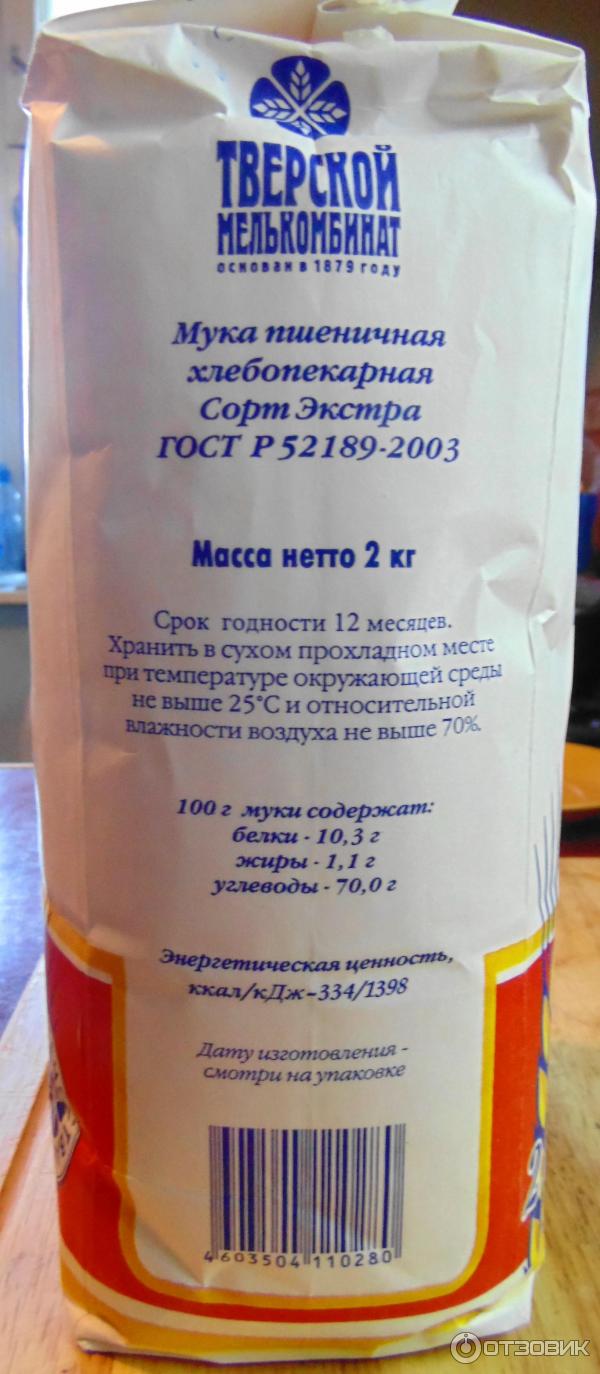 ТВЕРСКОЙ
МЕЛЬКОМБИНАТ
основан в 1879 году
Мука пшеничная
хлебопекарная
Сорт Экстра
ГОСТ Р 52189-2003
Масса нетто 2 кг
Срок годности 12 месяцев.
Хранить в сухом прохладном месте
при температуре окружающей среды
не выше 25°С и относительной
влажности воздуха не выше 70%.
100 г муки содержат:
белки - 10,3 г
жиры - 1,1 г
углеводы - 70,0 г
Энергетическая ценность,
ккал/кДж-334/1398
Дату изготовления -
смотри на упаковке
4603504110280
ОТЗОВИК